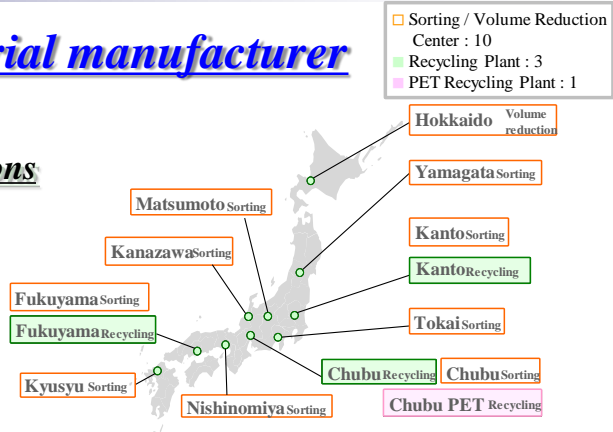 rial manufacturer
Sorting / Volume Reduction
Center : 10
Recycling Plant : 3
PET Recycling Plant : 1
ons
Hokkaido Volume
reduction
Yamagata Sorting
Matsumoto Sorting
Kanto Sorting
Kanazawa Sorting
Kanto Recycling
Fukuyama Sorting
Tokai Sorting
Fukuyama Recycling
Chubu Recycling Chubu Sorting
Kyusyu Sorting
Nishinomiya Sorting
Chubu PET Recycling